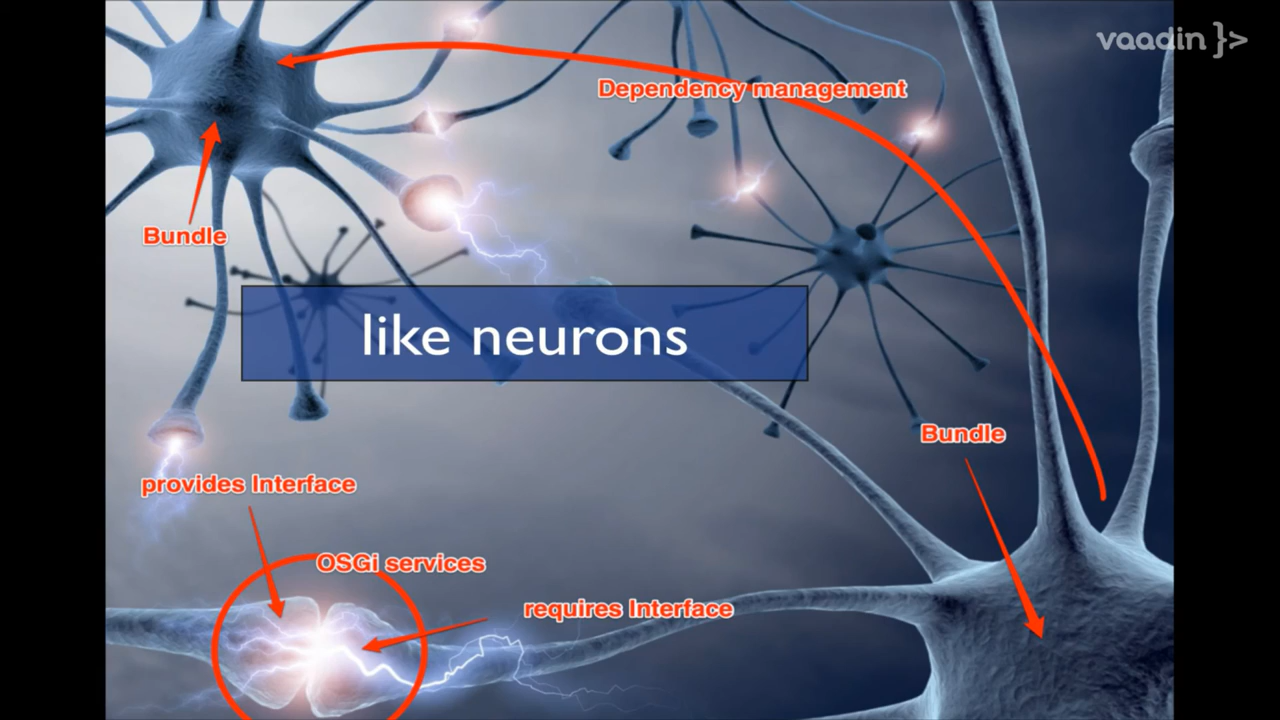 vaadin }>
Dependency management
Bundle
like neurons
Bundle
provides Interface
OSGi services
requires Interface